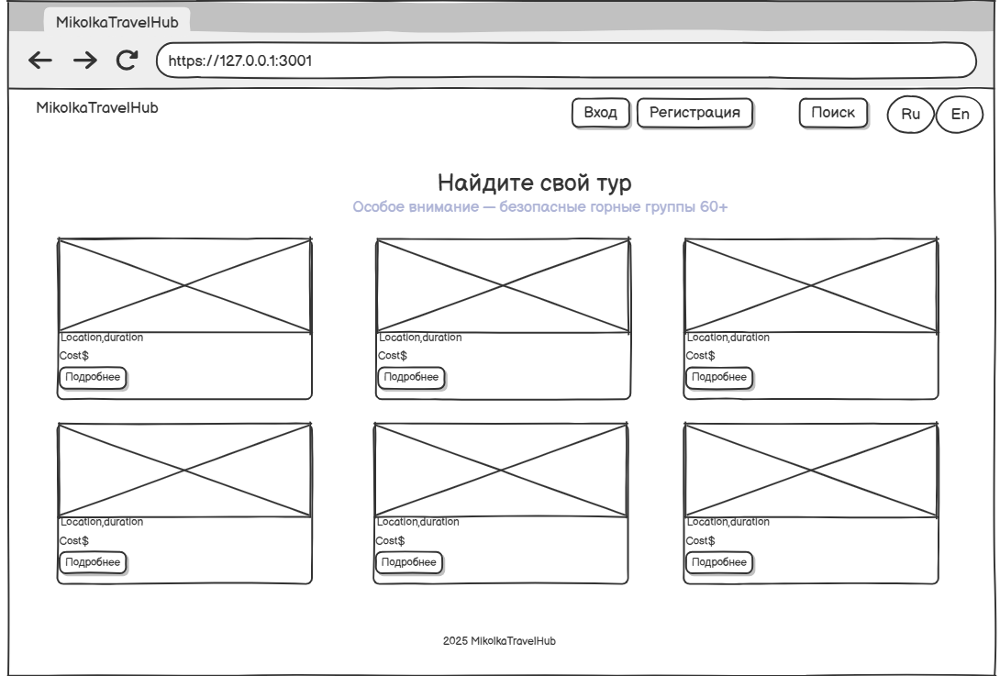 MikolkaTravelHub
https://127.0.0.1:3001
MikolkaTravelHub Вход Регистрация Поиск Ru En
Найдите свой тур
Особое внимание — безопасные горные группы 60+
Location,duration Location,duration Location,duration
Cost$ Cost$ Cost$
Подробнее Подробнее Подробнее
Location,duration Location,duration Location,duration
Cost$ Cost$ Cost$
Подробнее Подробнее Подробнее
2025 MikolkaTravelHub